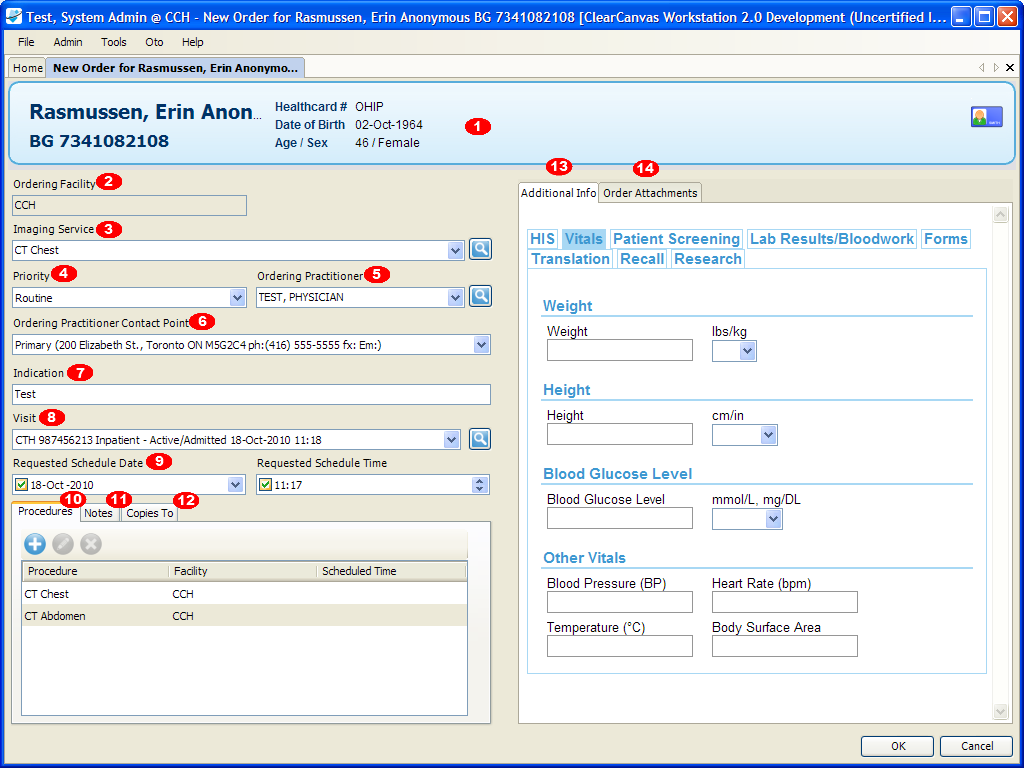 Test, System Admin @ CCH - New Order for Rasmussen, Erin Anonymous BG 7341082108 [ClearCanvas Workstation 2.0 Development (Uncertified I...
File Admin Tools Oto Help
Home New Order for Rasmussen, Erin Anonymo...
Rasmussen, Erin Anon...
BG 7341082108
Healthcard # OHIP
Date of Birth 02-Oct-1964
Age / Sex 46 / Female
1
Ordering Facility 2
CCH
Imaging Service 3
CT Chest
Priority 4
Routine
Ordering Practitioner 5
TEST, PHYSICIAN
Ordering Practitioner Contact Point 6
Primary (200 Elizabeth St., Toronto ON M5G2C4 ph:(416) 555-5555 fx: Em:)
Indication 7
Test
Visit 8
CTH 987456213 Inpatient - Active/Admitted 18-Oct-2010 11:18
Requested Schedule Date 9
18-Oct -2010
Requested Schedule Time
11:17
10 11 12
Procedures Notes Copies To
Procedure Facility Scheduled Time
CT Chest CCH
CT Abdomen CCH
13 14
Additional Info Order Attachments
HIS Vitals Patient Screening Lab Results/Bloodwork Forms
Translation Recall Research
Weight
Weight lbs/kg
Height
Height cm/in
Blood Glucose Level
Blood Glucose Level mmol/L, mg/DL
Other Vitals
Blood Pressure (BP) Heart Rate (bpm)
Temperature (°C) Body Surface Area
OK Cancel